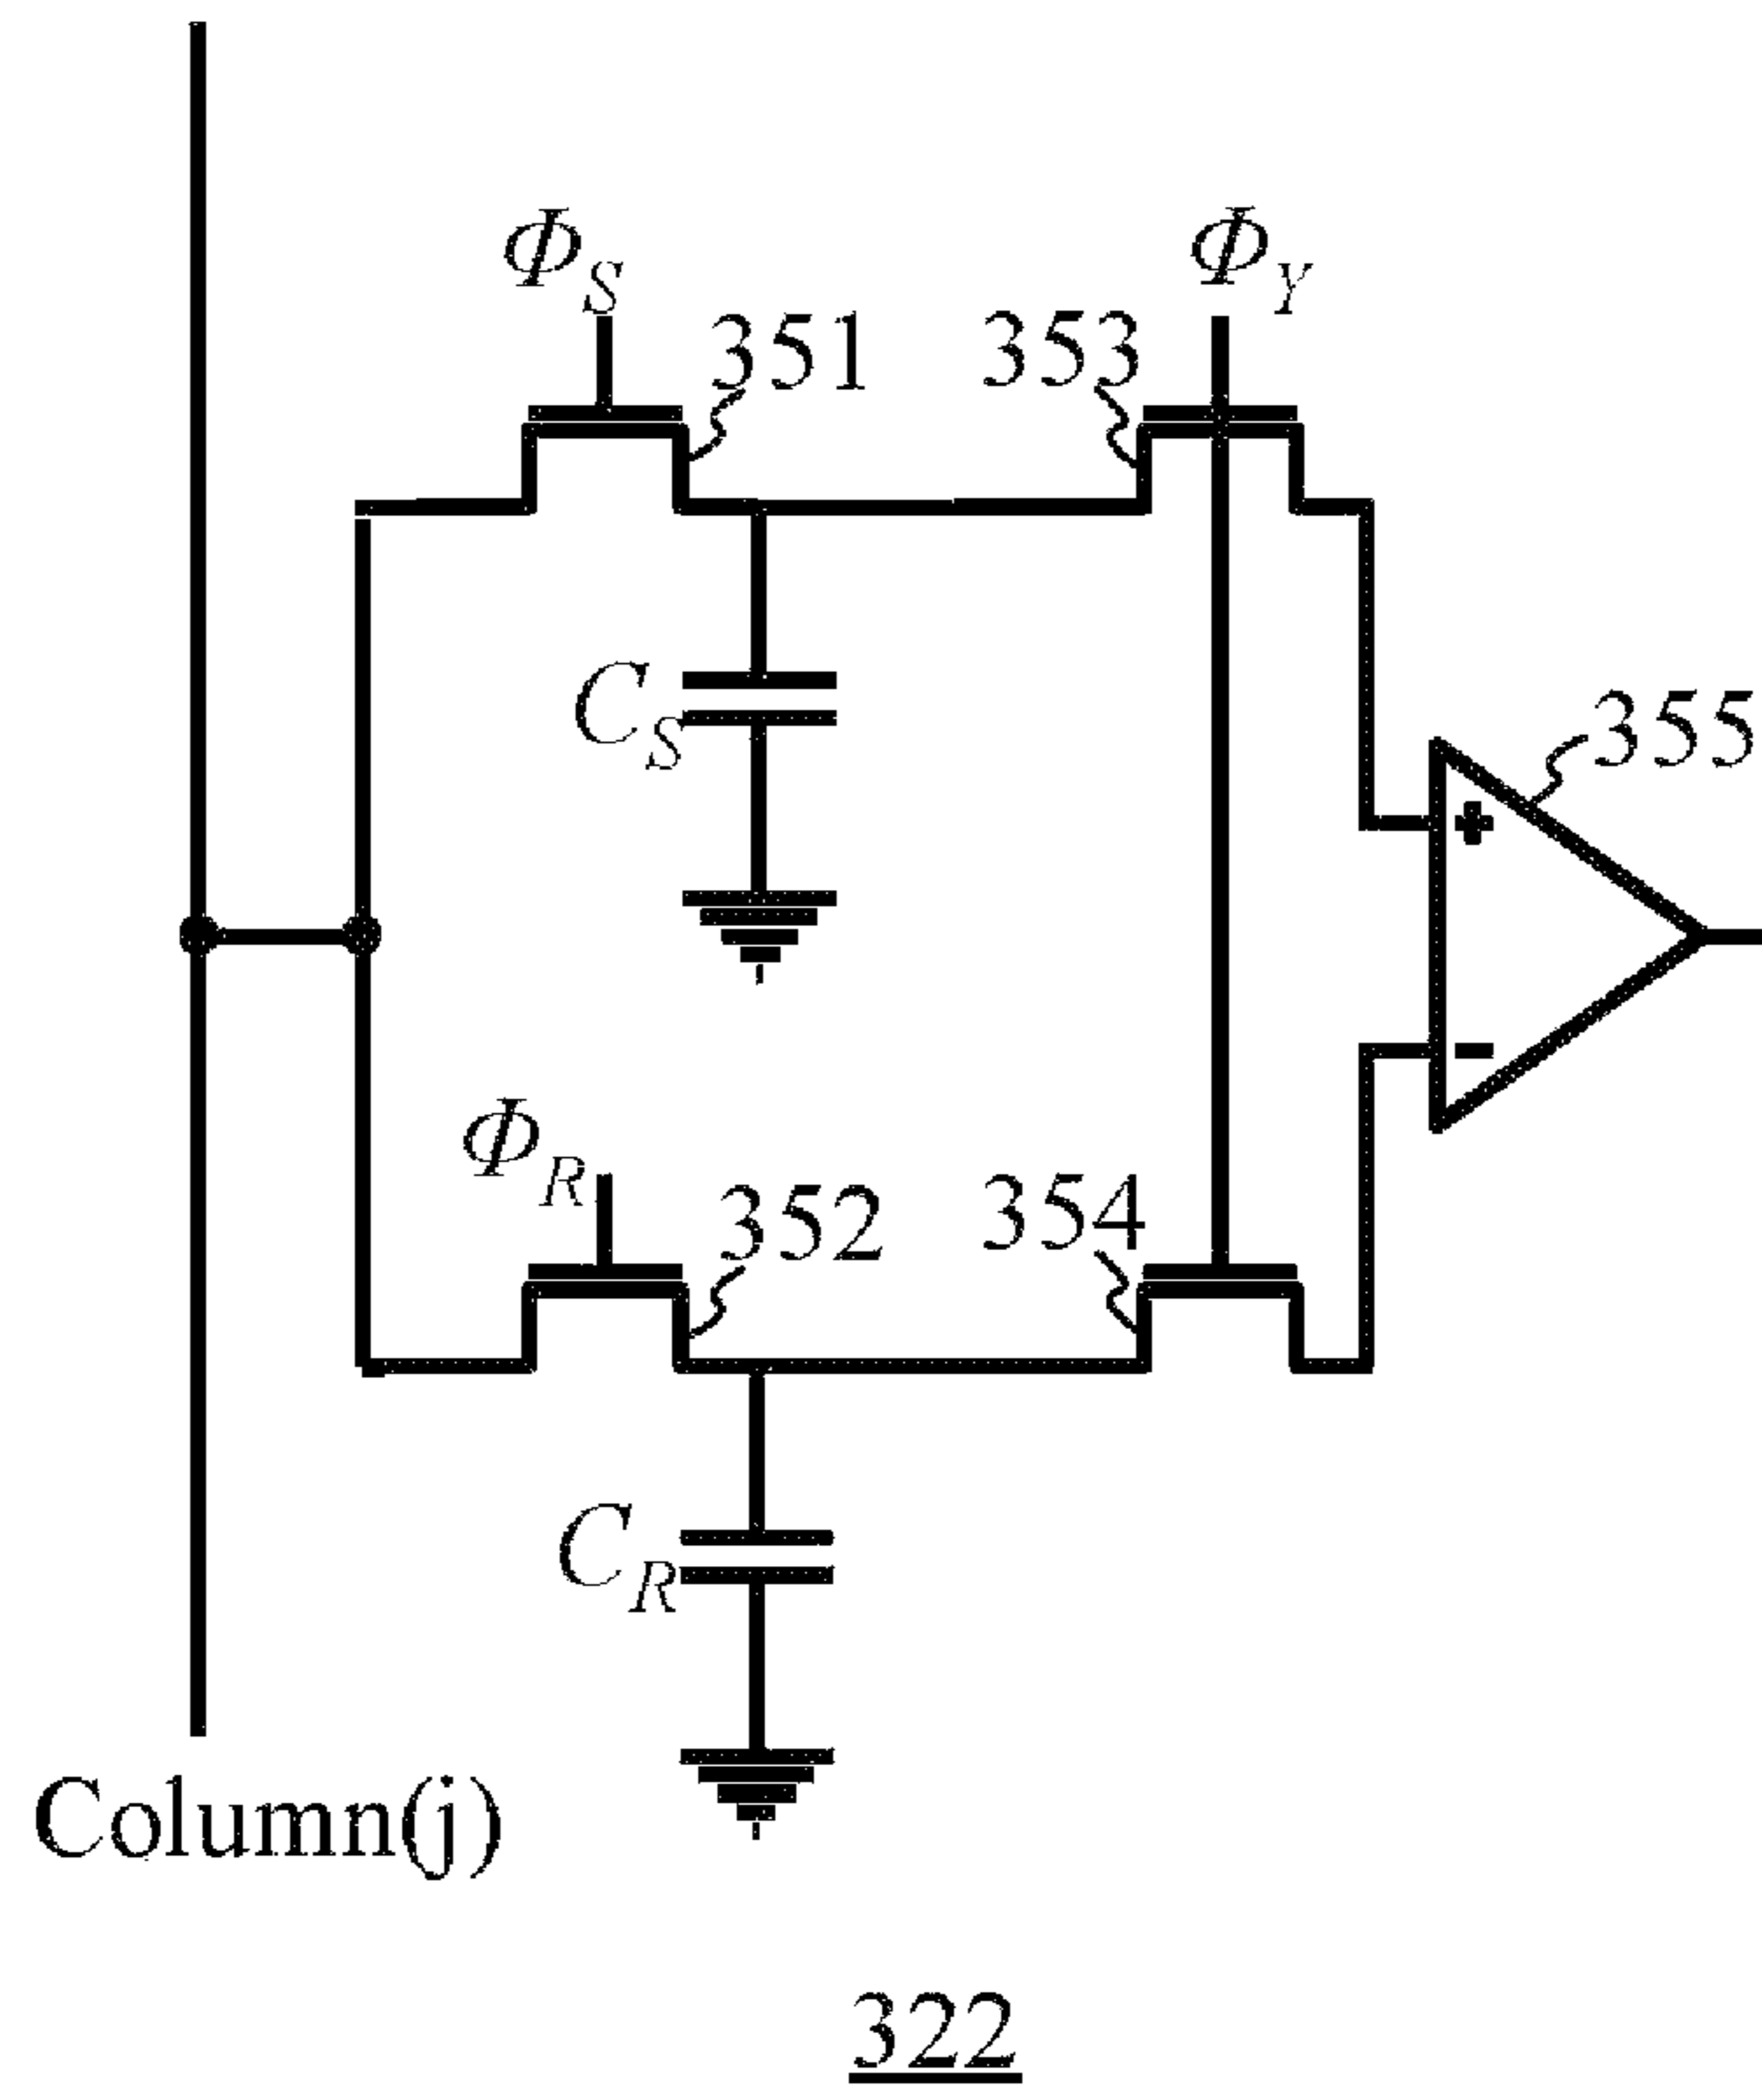 Φ_S
Φ_Y
351
353
C_S
355
+
-
Φ_R
352
354
C_R
Column(j)
322